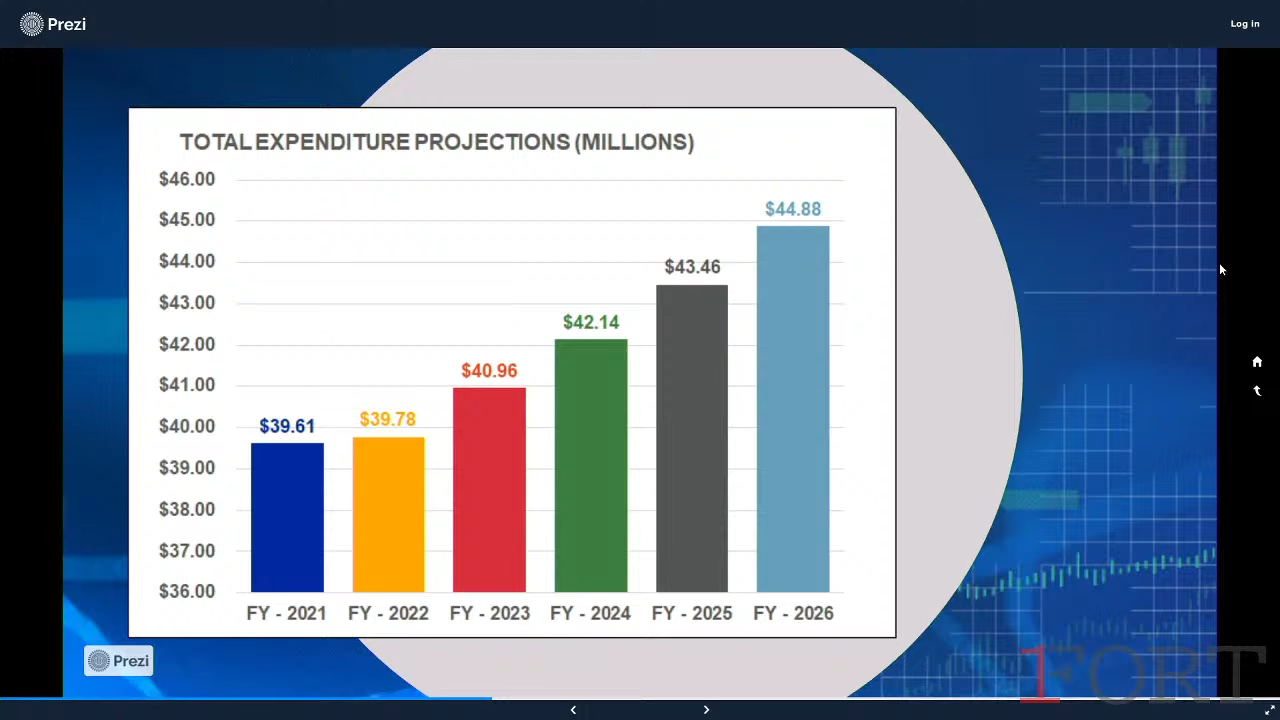 Prezi
Log in
TOTAL EXPENDITURE PROJECTIONS (MILLIONS)
$46.00
$45.00
$44.00
$43.00
$42.00
$41.00
$40.00
$39.00
$38.00
$37.00
$36.00
$39.61
$39.78
$40.96
$42.14
$43.46
$44.88
FY - 2021 FY - 2022 FY - 2023 FY - 2024 FY - 2025 FY - 2026
Prezi
1FORT